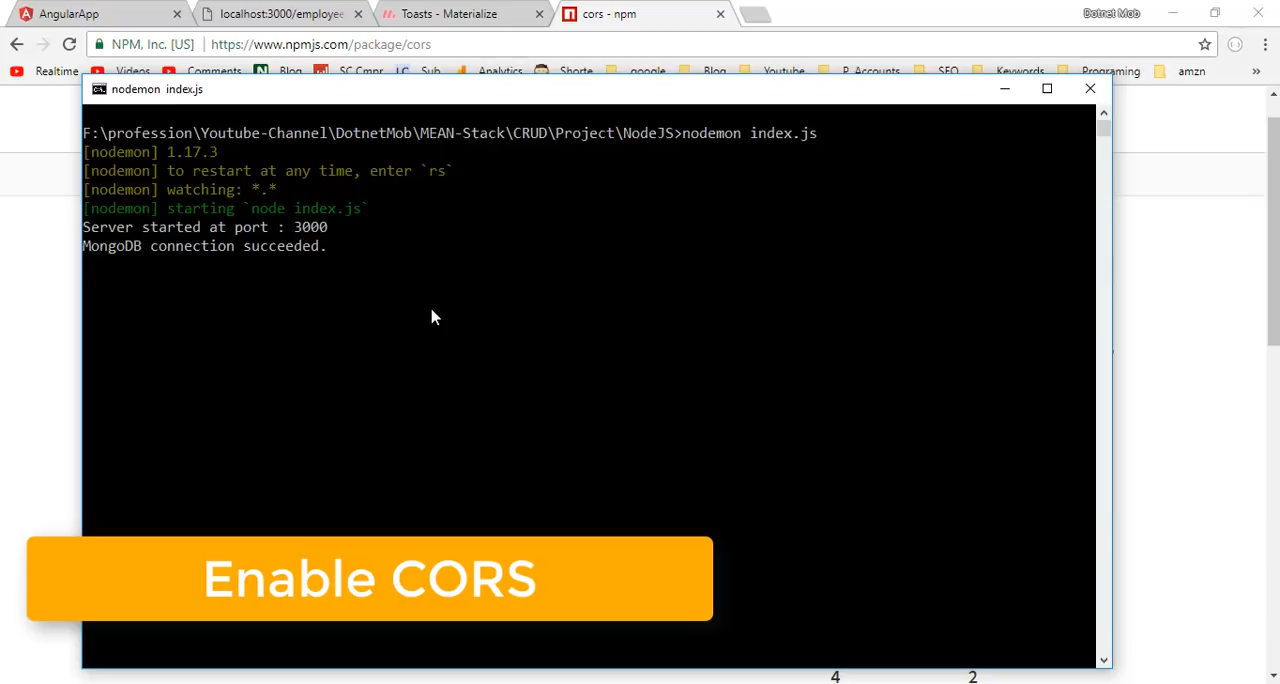 AngularApp
localhost:3000/employee
Toasts - Materialize
cors - npm
Dotnet Mob
NPM, Inc. [US] | https://www.npmjs.com/package/cors
Realtime
Videos
Comments
Blog
SC Cmpr
Sub
Analytics
Shorte
google
Blog
Youtube
P Accounts
SEO
Keywords
Programing
amzn
»
nodemon index.js
F:\profession\Youtube-Channel\DotnetMob\MEAN-Stack\CRUD\Project\NodeJS>nodemon index.js
[nodemon] 1.17.3
[nodemon] to restart at any time, enter `rs`
[nodemon] watching: *.*
[nodemon] starting `node index.js`
Server started at port : 3000
MongoDB connection succeeded.
Enable CORS
4
2